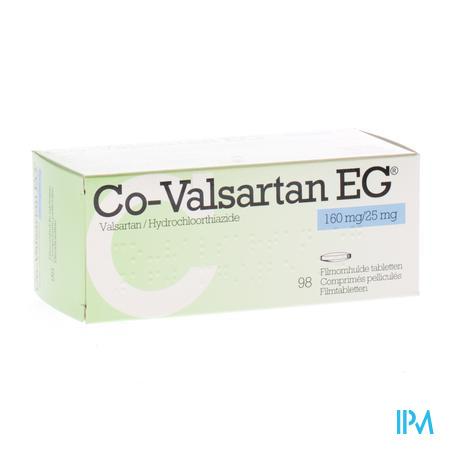 Co-Valsartan EG®
Valsartan / Hydrochloorthiazide
160 mg/25 mg
98
Filmomhulde tabletten
Comprimés pelliculés
Filmtabletten
IPM